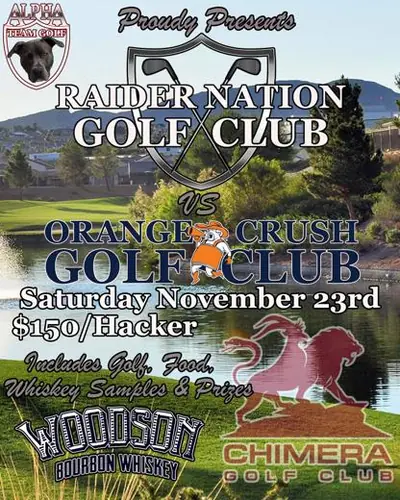 ALPHA
TEAM GOLF
Proudy Presents
RAIDER NATION
GOLF CLUB
VS
ORANGE CRUSH
GOLF CLUB
Saturday November 23rd
$150/Hacker
Includes Golf, Food,
Whiskey Samples & Prizes
WOODSON
BOURBON WHISKEY
CHIMERA
GOLF CLUB